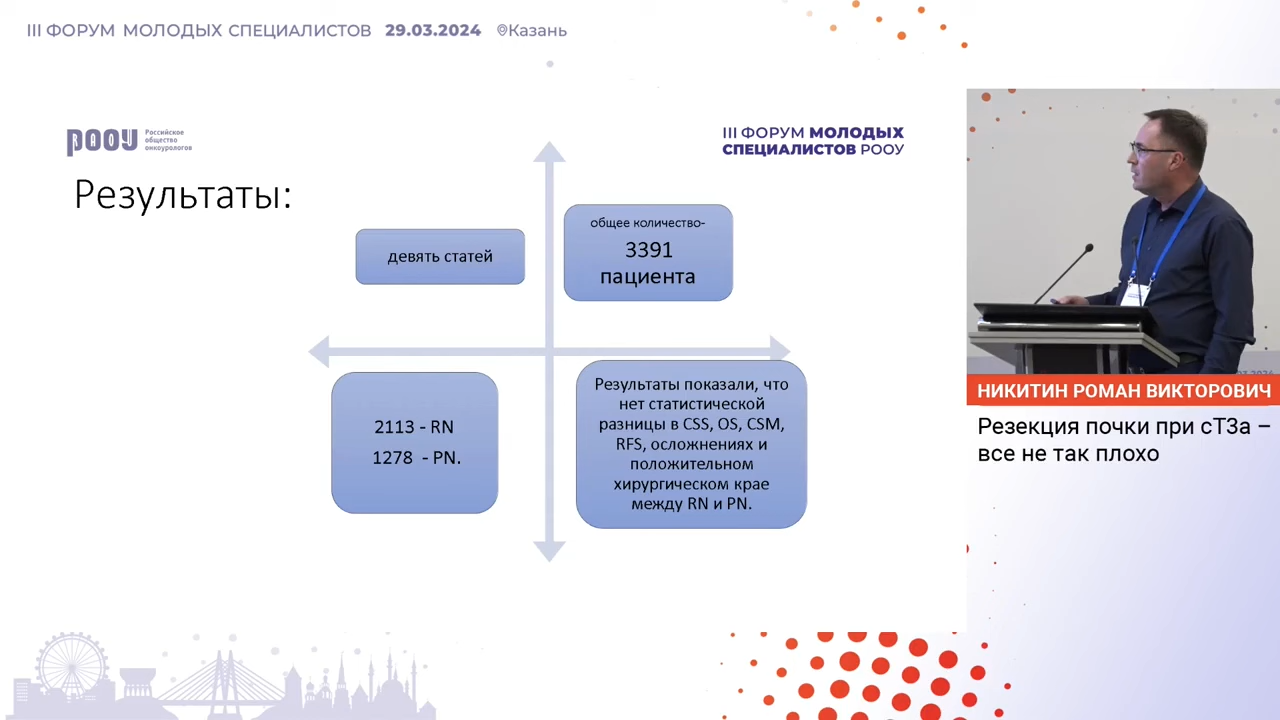 III ФОРУМ МОЛОДЫХ СПЕЦИАЛИСТОВ 29.03.2024 Казань
РООУ
Российское
общество
онкоурологов
III ФОРУМ МОЛОДЫХ
СПЕЦИАЛИСТОВ РООУ
Результаты:
девять статей
общее количество-
3391
пациента
2113 - RN
1278 - PN.
Результаты показали, что
нет статистической
разницы в CSS, OS, CSM,
RFS, осложнениях и
положительном
хирургическом крае
между RN и PN.
НИКИТИН РОМАН ВИКТОРОВИЧ
Резекция почки при сТ3а –
все не так плохо